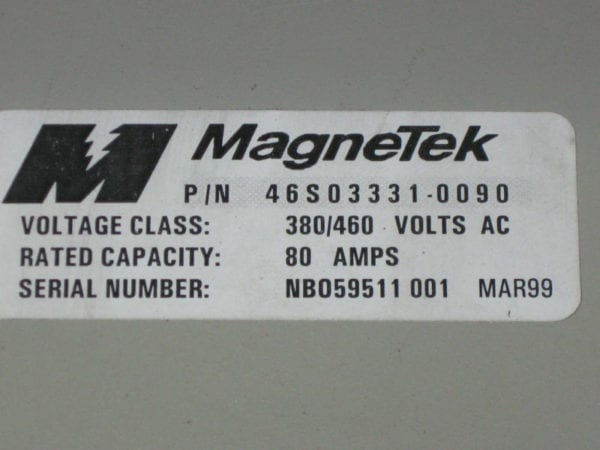 MagneTek
P/N 46S03331-0090
VOLTAGE CLASS: 380/460 VOLTS AC
RATED CAPACITY: 80 AMPS
SERIAL NUMBER: NB059511 001 MAR99